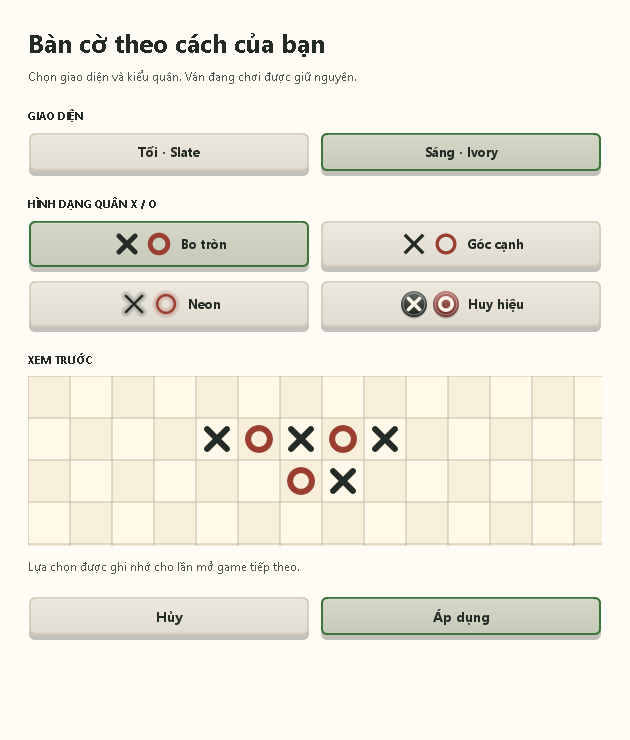 Bàn cờ theo cách của bạn
Chọn giao diện và kiểu quân. Ván đang chơi được giữ nguyên.
GIAO DIỆN
Tối · Slate
Sáng · Ivory
HÌNH DẠNG QUÂN X / O
Bo tròn
Góc cạnh
Neon
Huy hiệu
XEM TRƯỚC
Lựa chọn được ghi nhớ cho lần mở game tiếp theo.
Hủy
Áp dụng